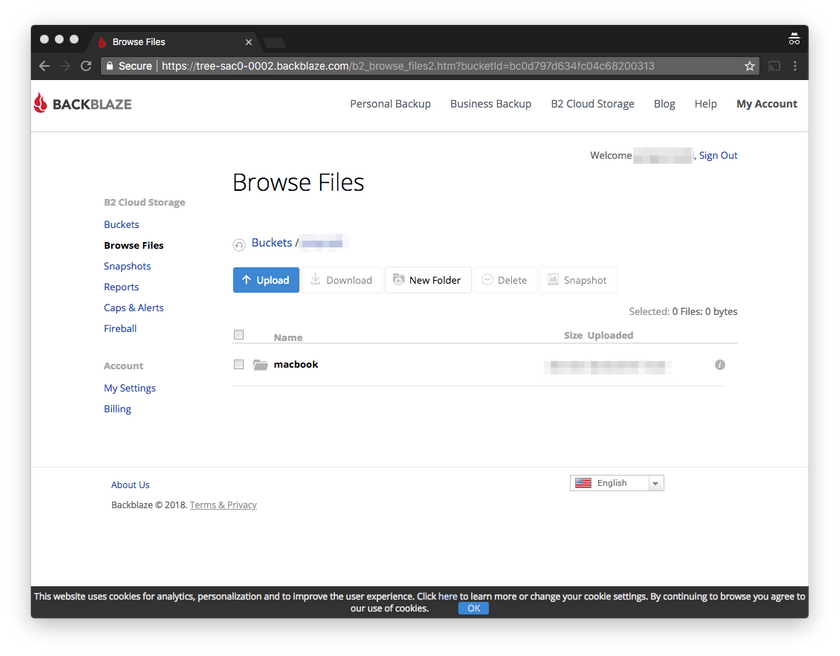 Browse Files
Secure https://tree-sac0-0002.backblaze.com/b2_browse_files2.htm?bucketId=bc0d797d634fc04c68200313
BACKBLAZE
Personal Backup Business Backup B2 Cloud Storage Blog Help My Account
Welcome , Sign Out
Browse Files
B2 Cloud Storage
Buckets
Browse Files
Snapshots
Reports
Caps & Alerts
Fireball
Account
My Settings
Billing
Buckets /
Upload Download New Folder Delete Snapshot
Selected: 0 Files: 0 bytes
Name Size Uploaded
macbook
About Us
English
Backblaze © 2018. Terms & Privacy
This website uses cookies for analytics, personalization and to improve the user experience. Click here to learn more or change your cookie settings. By continuing to browse you agree to
our use of cookies. OK